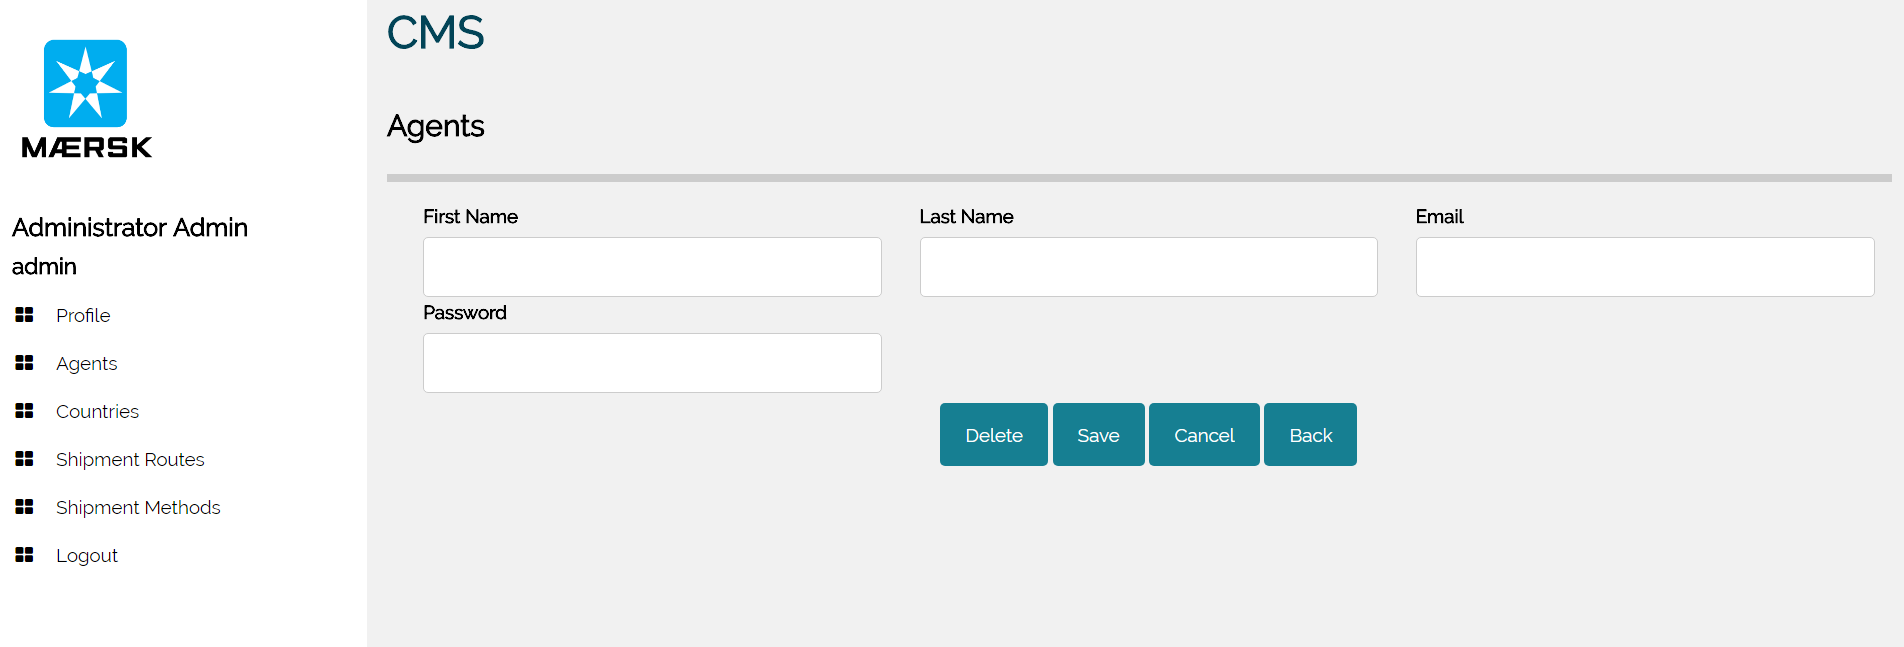 MÆRSK
Administrator Admin
admin
Profile
Agents
Countries
Shipment Routes
Shipment Methods
Logout
CMS
Agents
First Name
Last Name
Email
Password
Delete
Save
Cancel
Back